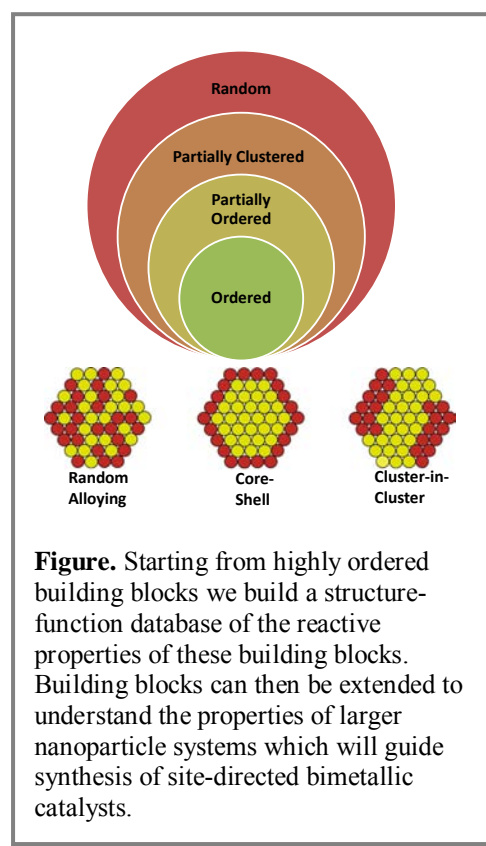 Random
Partially Clustered
Partially
Ordered
Ordered
Random
Alloying
Core-
Shell
Cluster-in-
Cluster
Figure. Starting from highly ordered
building blocks we build a structure-
function database of the reactive
properties of these building blocks.
Building blocks can then be extended to
understand the properties of larger
nanoparticle systems which will guide
synthesis of site-directed bimetallic
catalysts.